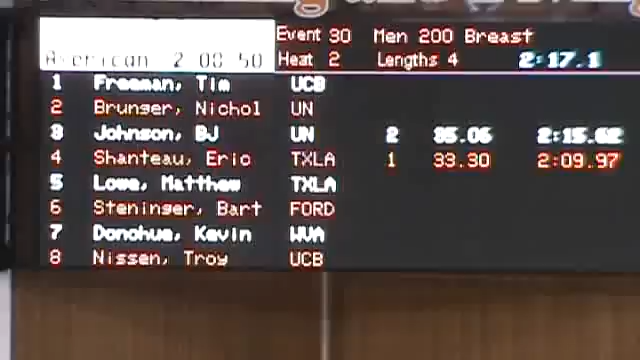 Event 30 Men 200 Breast
American 2:08.50 Heat 2 Lengths 4 2:17.1
1 Freeman, Tim UCB
2 Brunger, Nichol UN
3 Johnson, BJ UN 2 35.06 2:15.62
4 Shanteau, Eric TXLA 1 33.30 2:09.97
5 Lowe, Matthew TXLA
6 Steninger, Bart FORD
7 Donohue, Kevin WVA
8 Nissen, Troy UCB